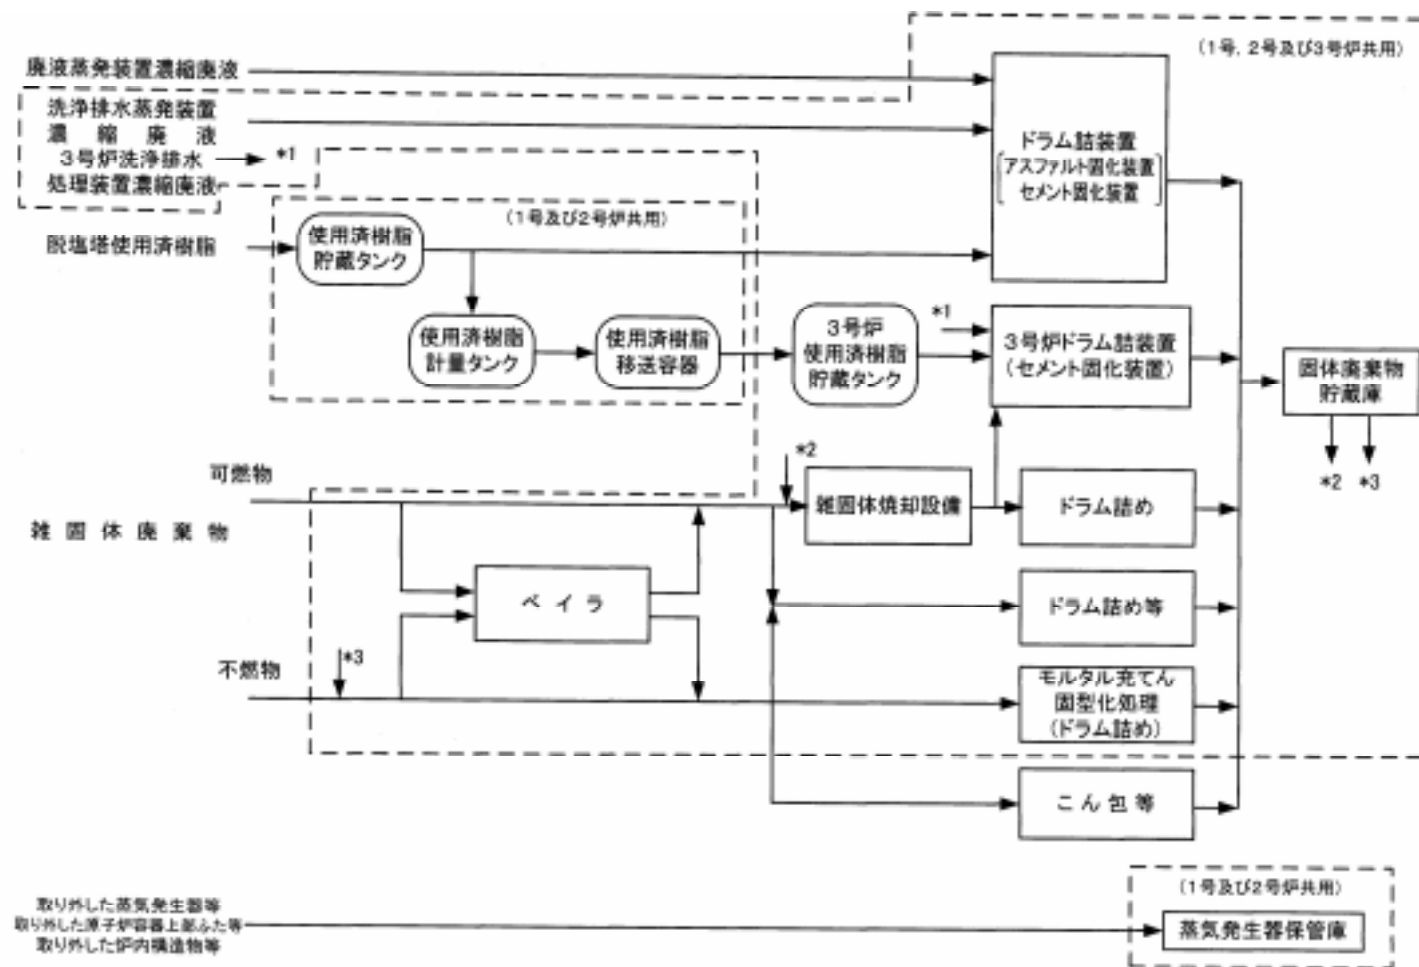 (1号，2号及び3号炉共用)
廃液蒸発装置濃縮廃液
洗浄排水蒸発装置
濃縮廃液
3号炉洗浄排水
処理装置濃縮廃液
*1
ドラム詰装置
アスファルト固化装置
セメント固化装置
(1号及び2号炉共用)
脱塩塔使用済樹脂
使用済樹脂
貯蔵タンク
使用済樹脂
計量タンク
使用済樹脂
移送容器
3号炉
使用済樹脂
貯蔵タンク
*1
3号炉ドラム詰装置
(セメント固化装置)
固体廃棄物
貯蔵庫
*2
*3
可燃物
*2
雑固体廃棄物
雑固体焼却設備
ドラム詰め
ベイラ
ドラム詰め等
不燃物
*3
モルタル充てん
固型化処理
(ドラム詰め)
こん包等
取り外した蒸気発生器等
取り外した原子炉容器上部ふた等
取り外した炉内構造物等
(1号及び2号炉共用)
蒸気発生器保管庫